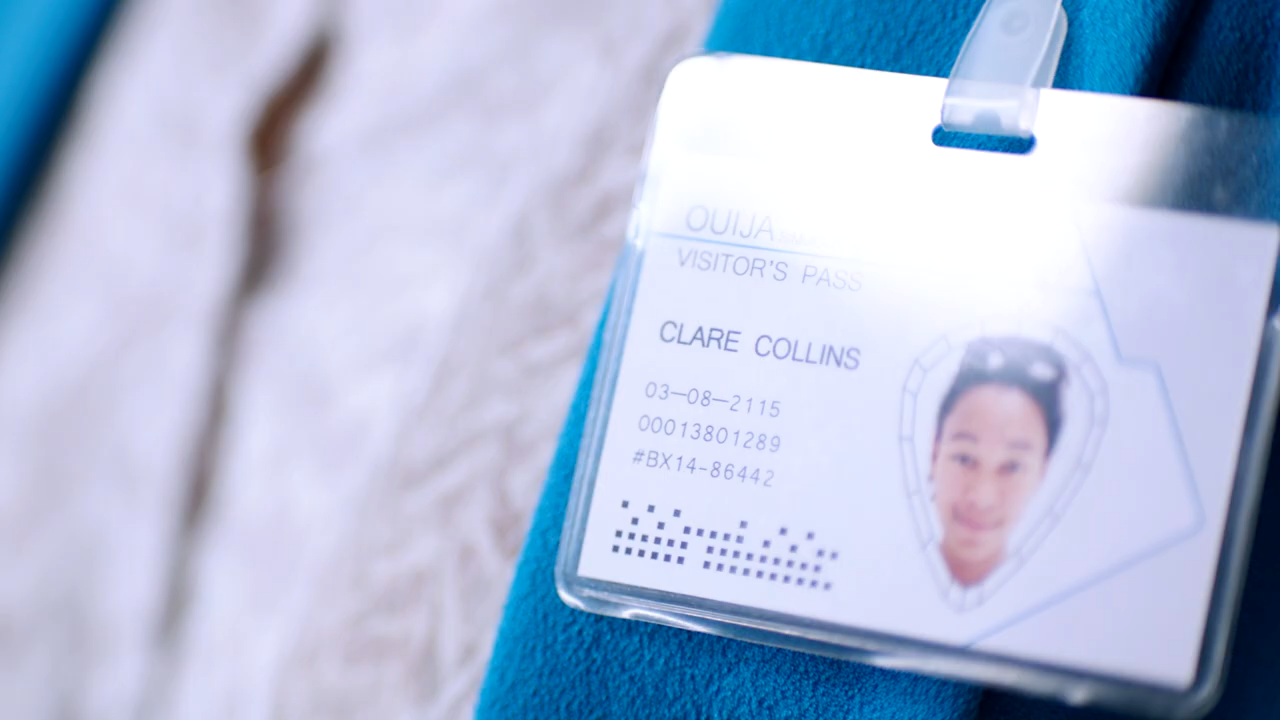 OUIJA
VISITOR'S PASS
CLARE COLLINS
03-08-2115
00013801289
#BX14-86442